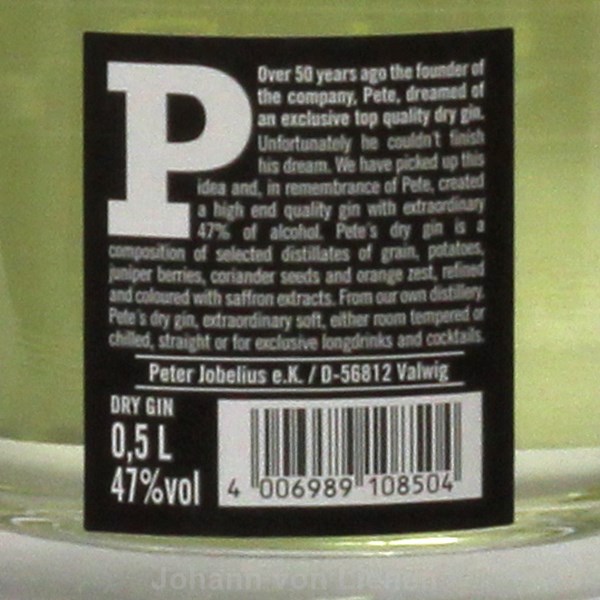 P
Over 50 years ago the founder of
the company, Pete, dreamed of
an exclusive top quality dry gin.
Unfortunately he couldn't finish
his dream. We have picked up this
idea and, in remembrance of Pete, created
a high end quality gin with extraordinary
47% of alcohol. Pete's dry gin is a
composition of selected distillates of grain, potatoes,
juniper berries, coriander seeds and orange zest, refined
and coloured with saffron extracts. From our own distillery.
Pete's dry gin, extraordinary soft, either room tempered or
chilled, straight or for exclusive longdrinks and cocktails.
Peter Jobelius e.K. / D-56812 Valwig
DRY GIN
0,5 L
47%vol
4 006989 108504
Johann von